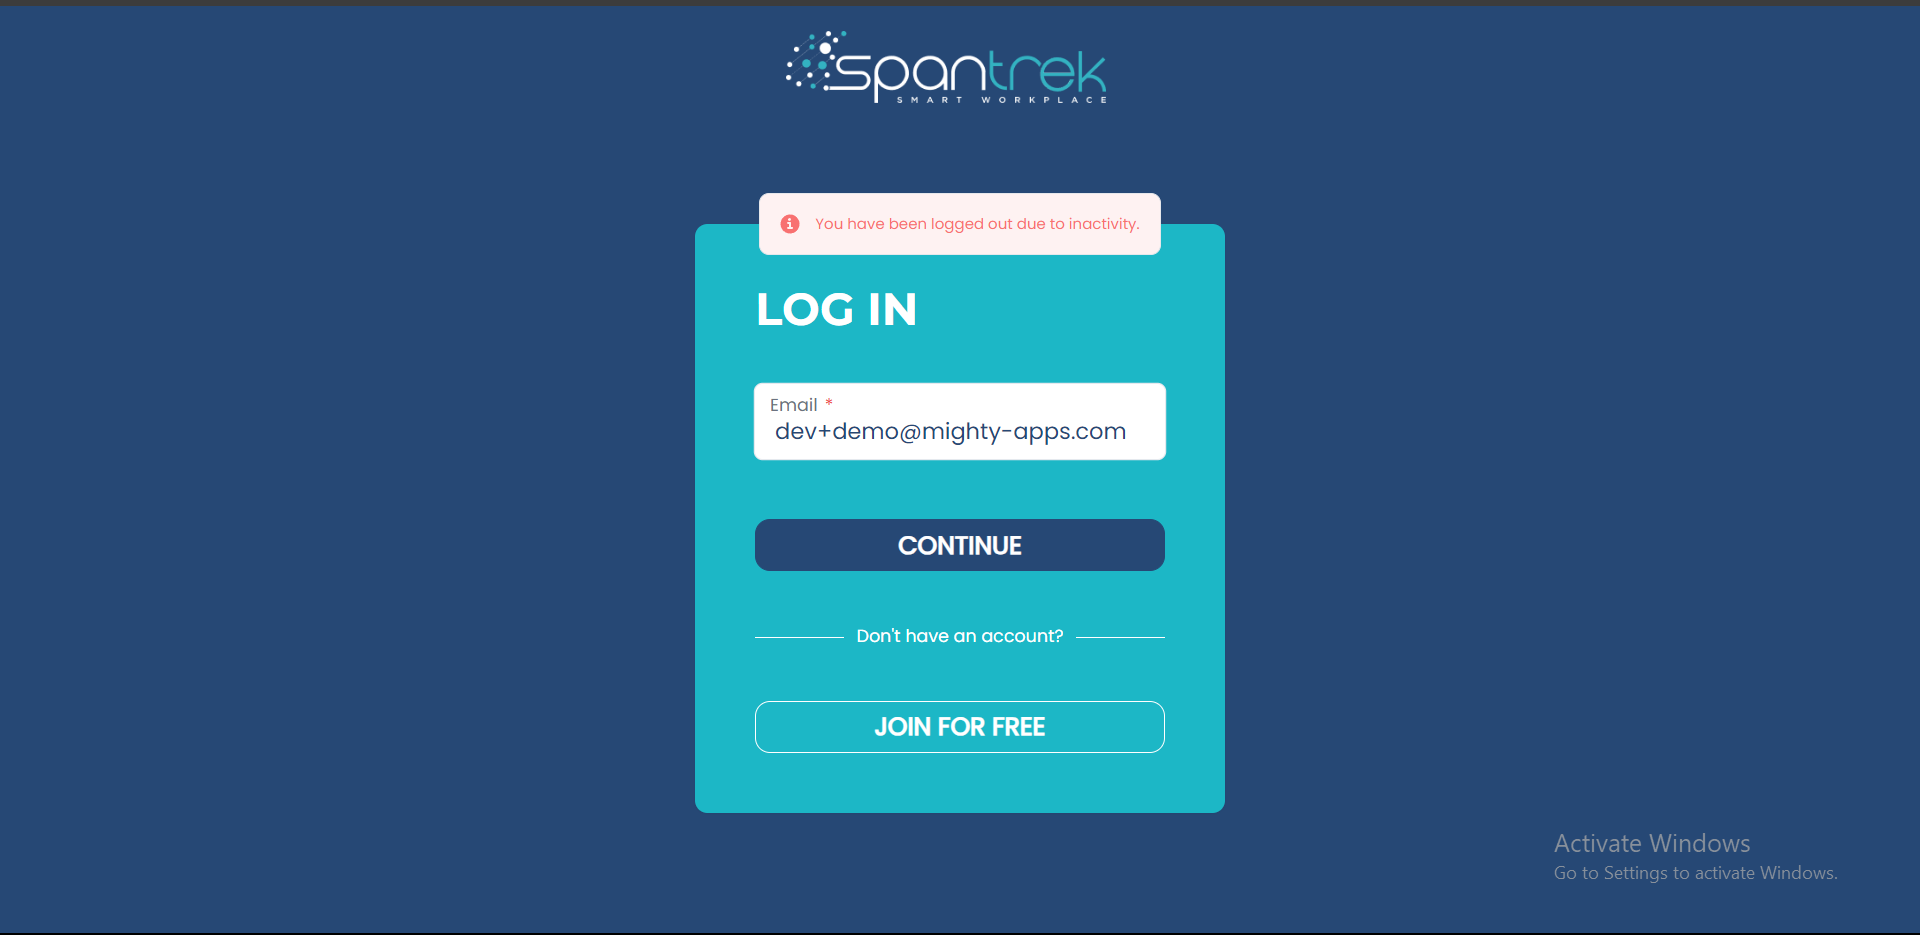 spantrek
SMART WORKPLACE
You have been logged out due to inactivity.
LOG IN
Email *
dev+demo@mighty-apps.com
CONTINUE
Don't have an account?
JOIN FOR FREE
Activate Windows
Go to Settings to activate Windows.